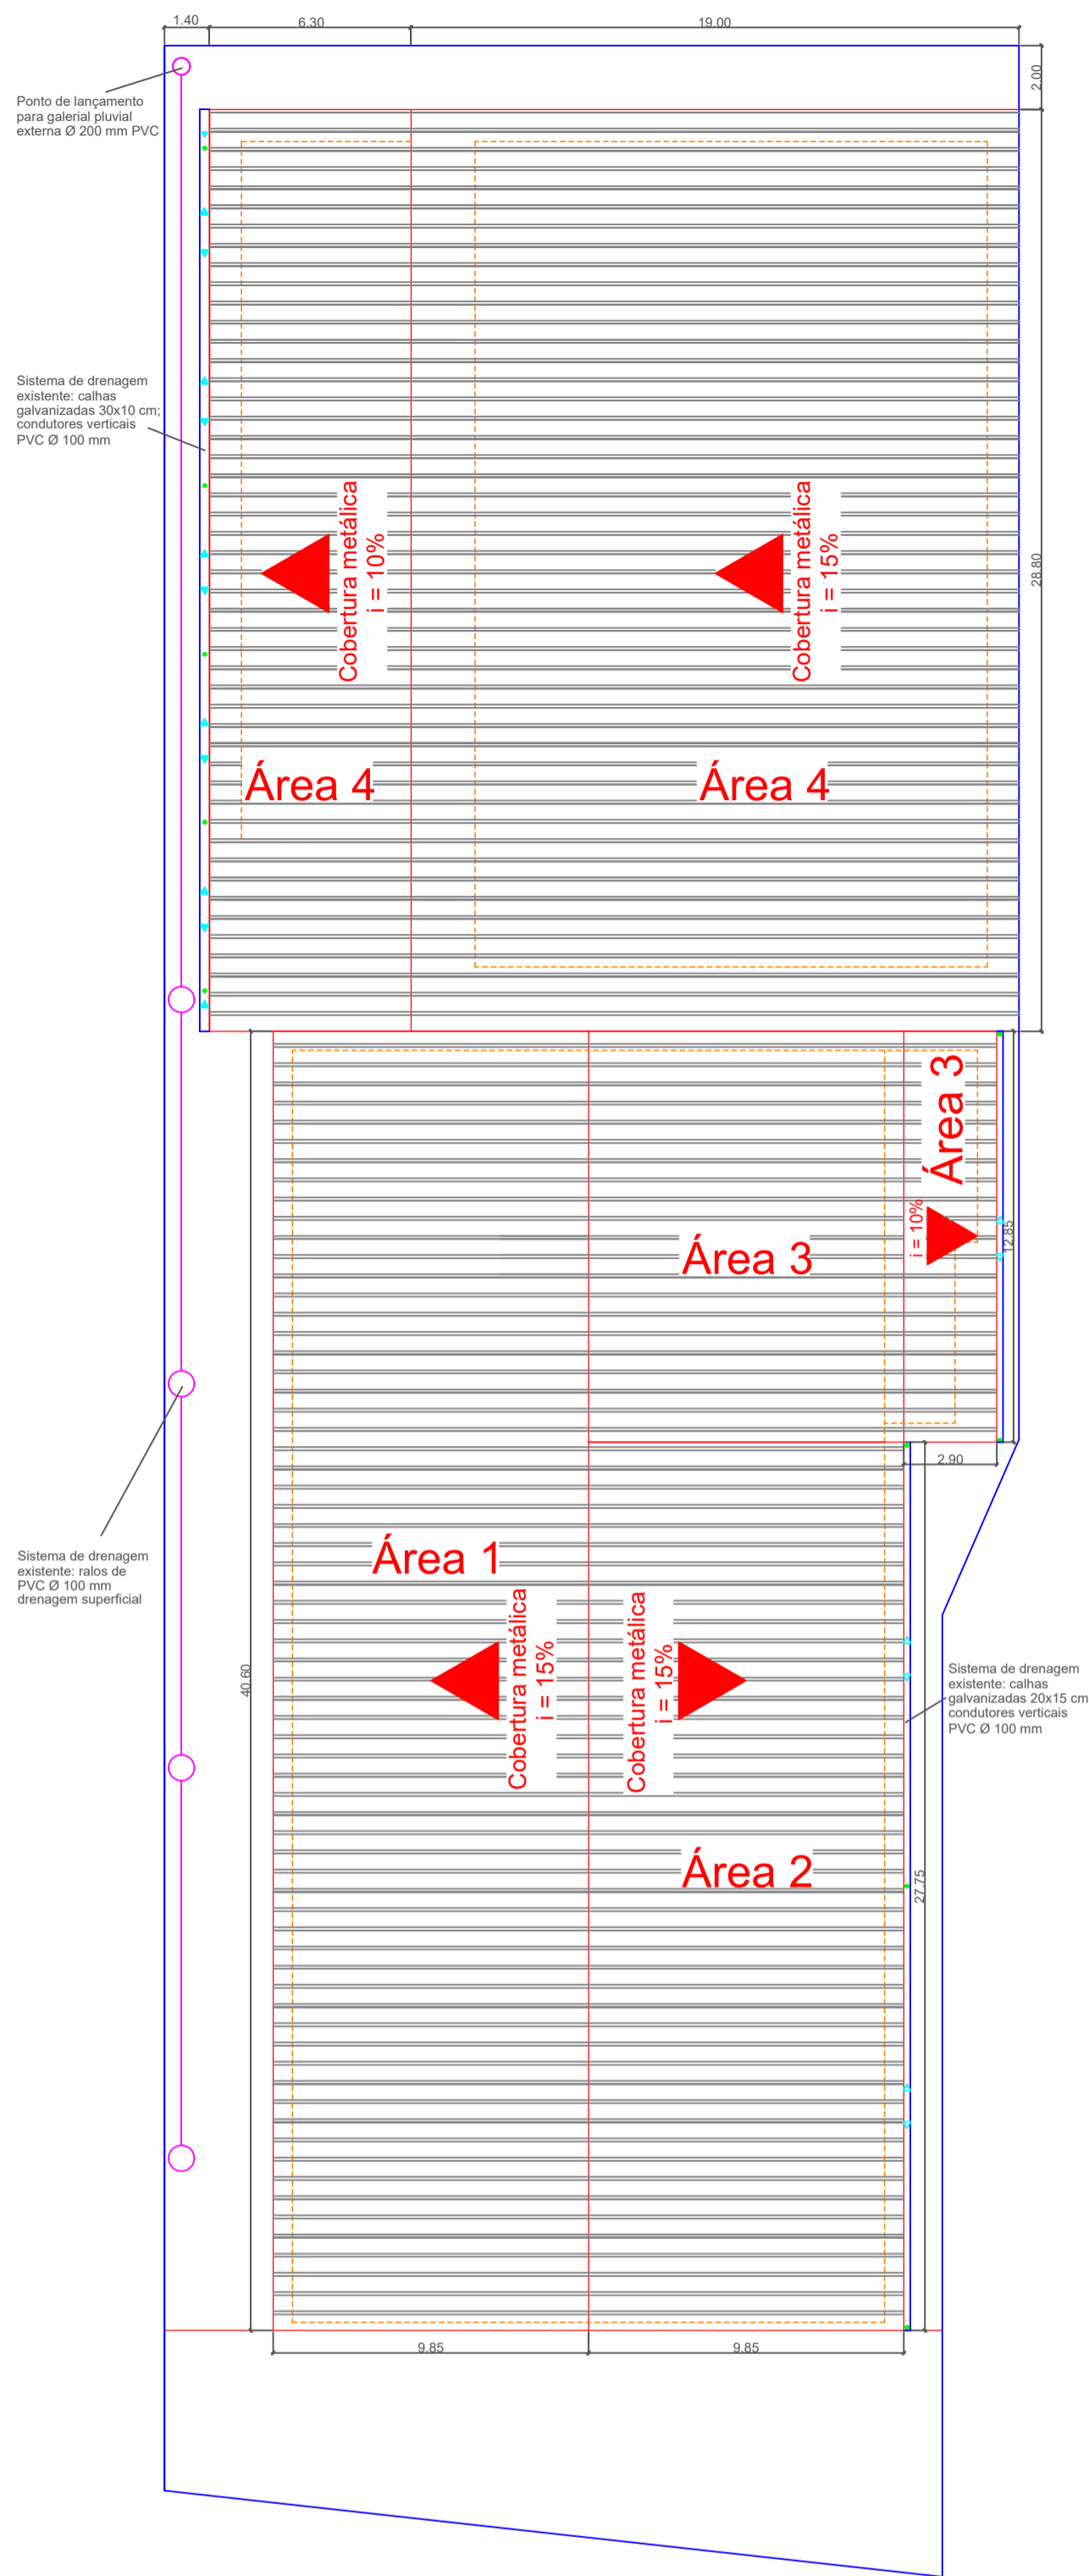 1.40
6.30
19.00
2.00
Ponto de lançamento
para galerial pluvial
externa Ø 200 mm PVC
Sistema de drenagem
existente: calhas
galvanizadas 30x10 cm;
condutores verticais
PVC Ø 100 mm
Cobertura metálica
i = 10%
Cobertura metálica
i = 15%
28.80
Área 4
Área 4
Área 3
i = 10%
12.85
Área 3
2.90
Sistema de drenagem
existente: ralos de
PVC Ø 100 mm
drenagem superficial
Área 1
Cobertura metálica
i = 15%
Cobertura metálica
i = 15%
40.60
Sistema de drenagem
existente: calhas
galvanizadas 20x15 cm
condutores verticais
PVC Ø 100 mm
Área 2
27.75
9.85
9.85